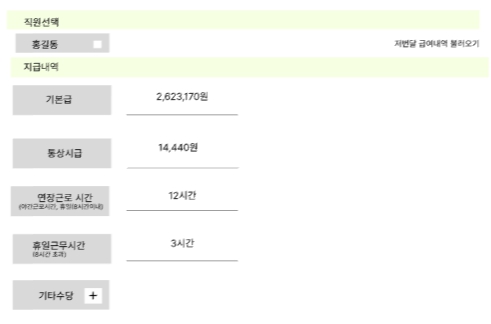 직원선택
홍길동
저번달 급여내역 불러오기
지급내역
기본급 2,623,170원
통상시급 14,440원
연장근로 시간 12시간
(야간근로시간, 휴일(8시간이내)
휴일근무시간 3시간
(8시간 초과)
기타수당 +